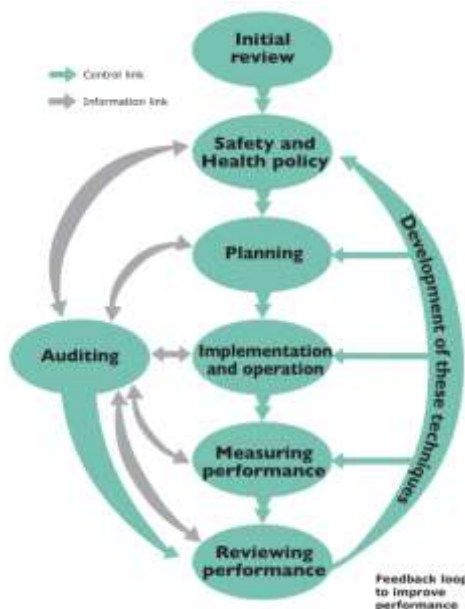 Initial
review
Control link
Information link
Safety and
Health policy
Planning
Auditing
Implementation
and operation
Measuring
performance
Reviewing
performance
Development of these techniques
Feedback loop
to improve
performance